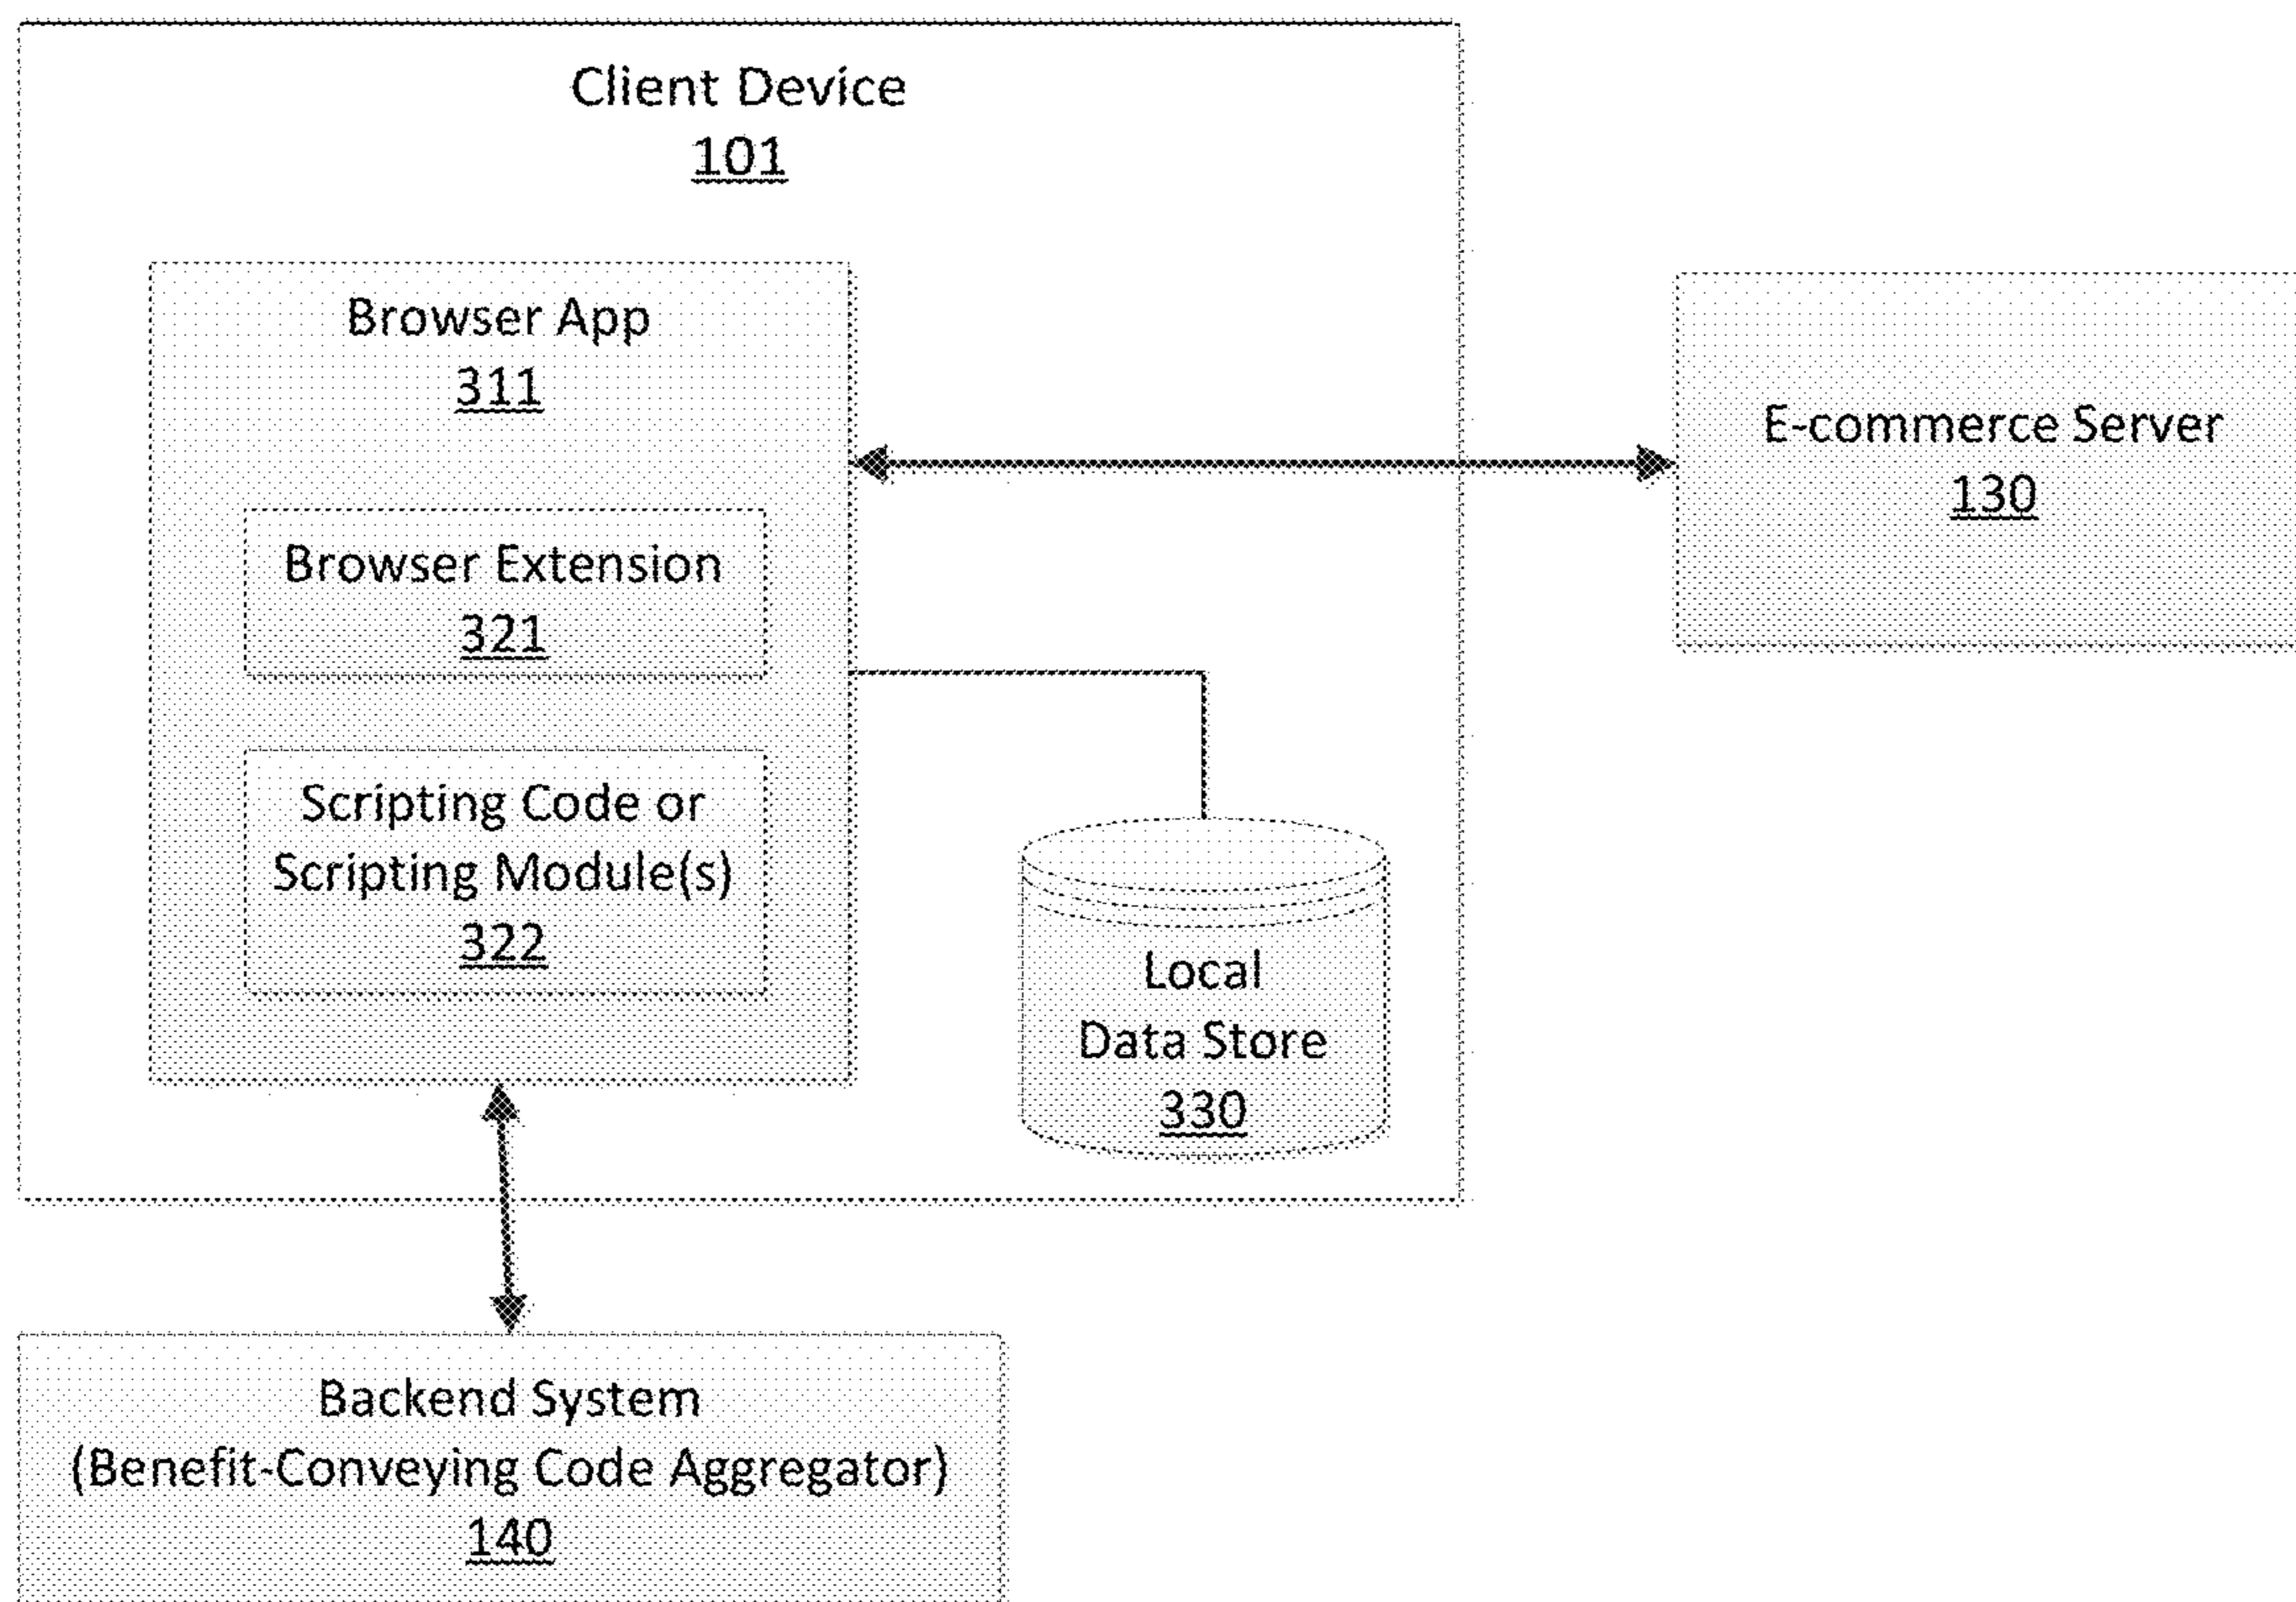 Client Device
101
Browser App
311
E-commerce Server
130
Browser Extension
321
Scripting Code or
Scripting Module(s)
322
Local
Data Store
330
Backend System
(Benefit-Conveying Code Aggregator)
140